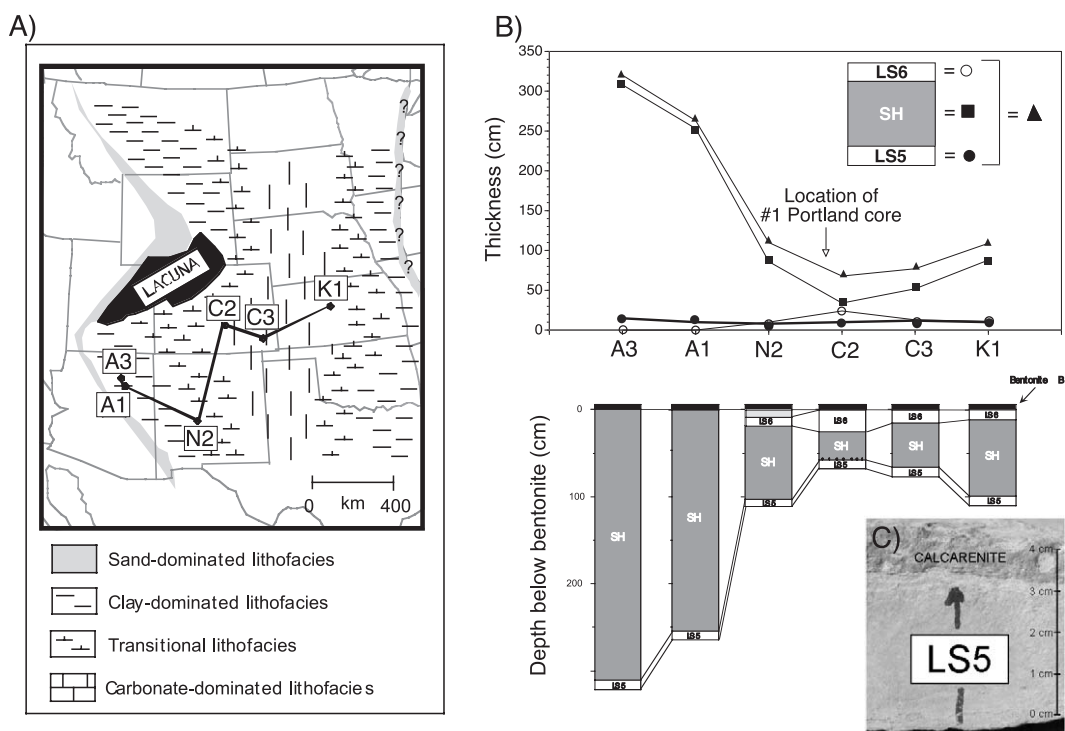 A)
?
?
?
?
?
LACUNA
C2
C3
K1
A3
A1
N2
0
km
400
Sand-dominated lithofacies
Clay-dominated lithofacies
Transitional lithofacies
Carbonate-dominated lithofacies
B)
Thickness (cm)
350
300
250
200
150
100
50
0
LS6
=
SH
=
=
LS5
=
Location of
#1 Portland core
A3
A1
N2
C2
C3
K1
Bentonite B
Depth below bentonite (cm)
0
100
200
SH
LS5
SH
LS5
LS6
SH
LS5
LS6
SH
LS5
LS6
SH
LS5
LS6
SH
LS5
C)
CALCARENITE
LS5
4 cm
3 cm
2 cm
1 cm
0 cm